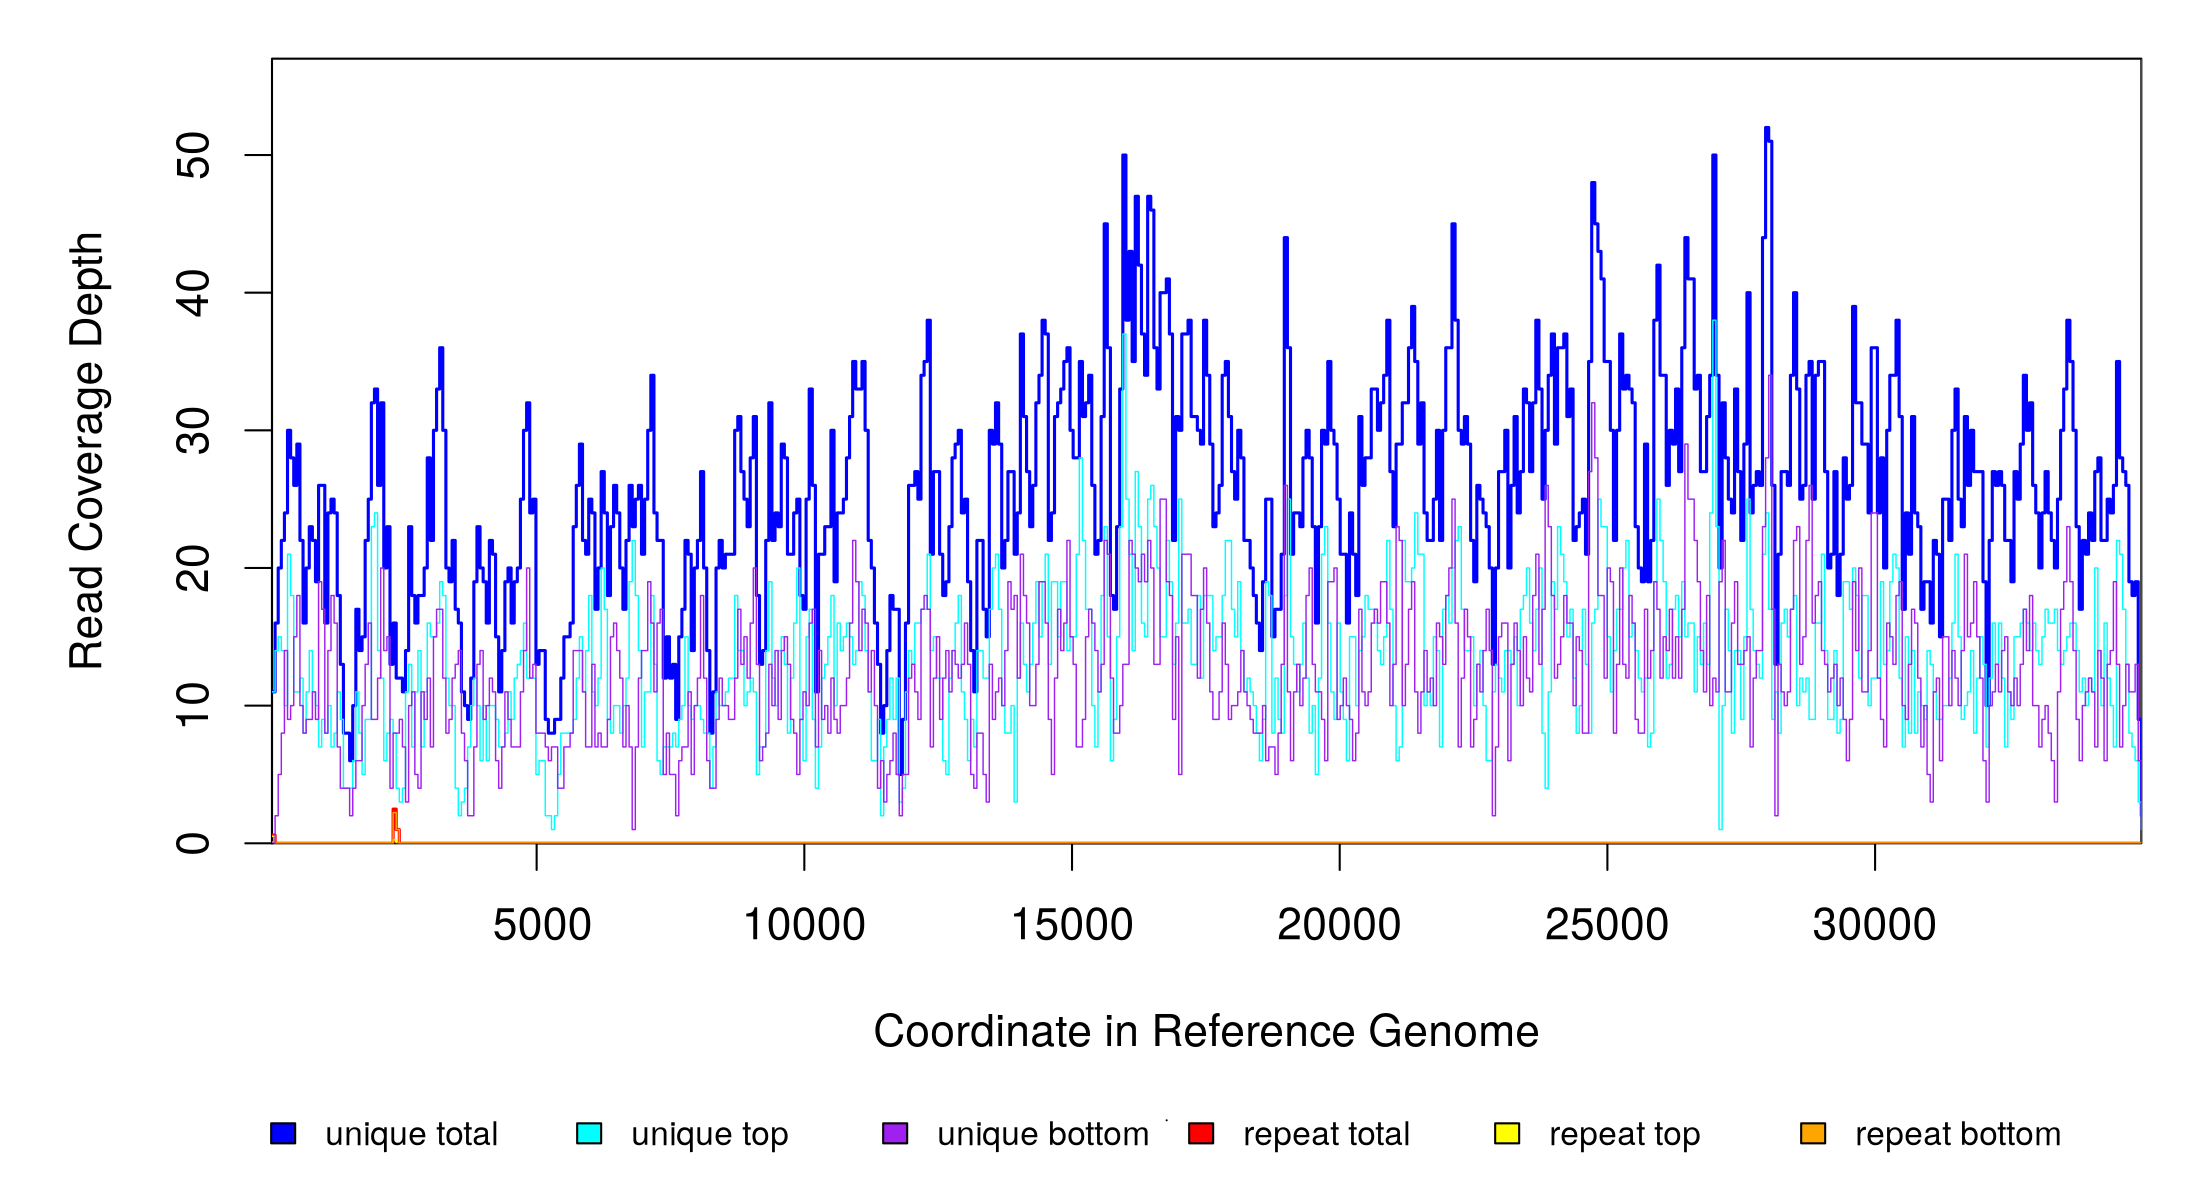 Read Coverage Depth
50
40
30
20
10
0
5000 10000 15000 20000 25000 30000
Coordinate in Reference Genome
unique total unique top unique bottom repeat total repeat top repeat bottom